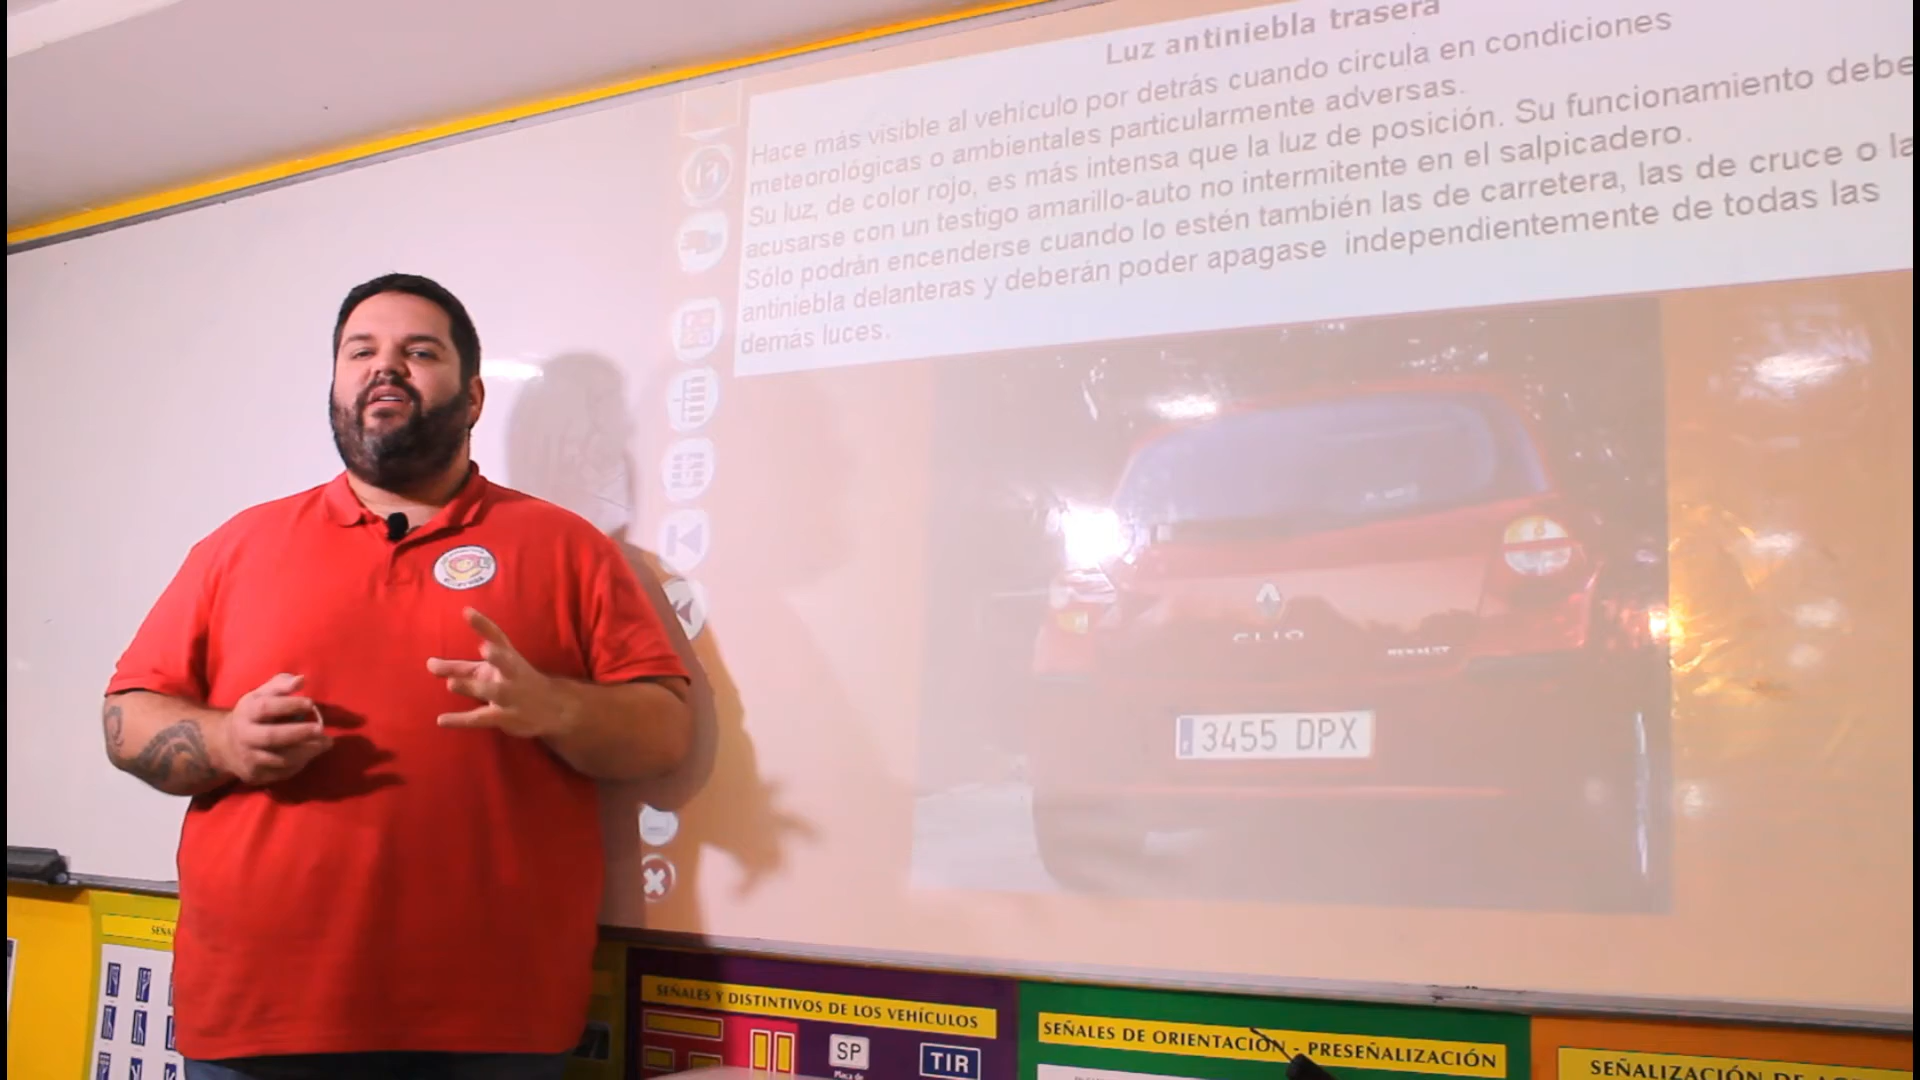 Luz antiniebla trasera
Hace más visible al vehículo por detrás cuando circula en condiciones
meteorológicas o ambientales particularmente adversas.
Su luz, de color rojo, es más intensa que la luz de posición. Su funcionamiento debe
acusarse con un testigo amarillo-auto no intermitente en el salpicadero.
Sólo podrán encenderse cuando lo estén también las de carretera, las de cruce o la
antiniebla delanteras y deberán poder apagase independientemente de todas las
demás luces.
CLIO
RENAULT
3455 DPX
SEÑA
SEÑALES Y DISTINTIVOS DE LOS VEHÍCULOS
SP
Placa de
TIR
SEÑALES DE ORIENTACIÓN - PRESEÑALIZACIÓN
SEÑALIZACIÓN DE